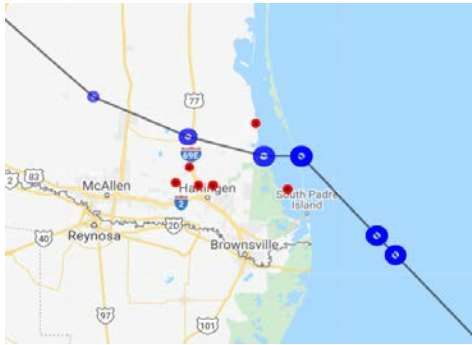 77
69E
2
83
McAllen
Harlingen
2
South Padre
Island
20
40
Reynosa
Brownsville
97
101